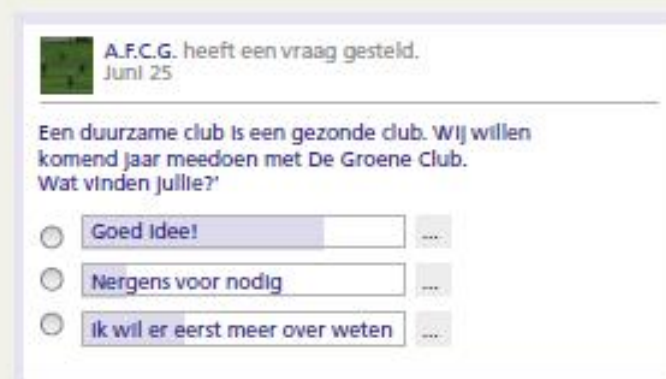 A.F.C.G. heeft een vraag gesteld.
Juni 25
Een duurzame club is een gezonde club. Wij willen
komend jaar meedoen met De Groene Club.
Wat vinden jullie?'
Goed idee!
...
Nergens voor nodig
...
Ik wil er eerst meer over weten
...